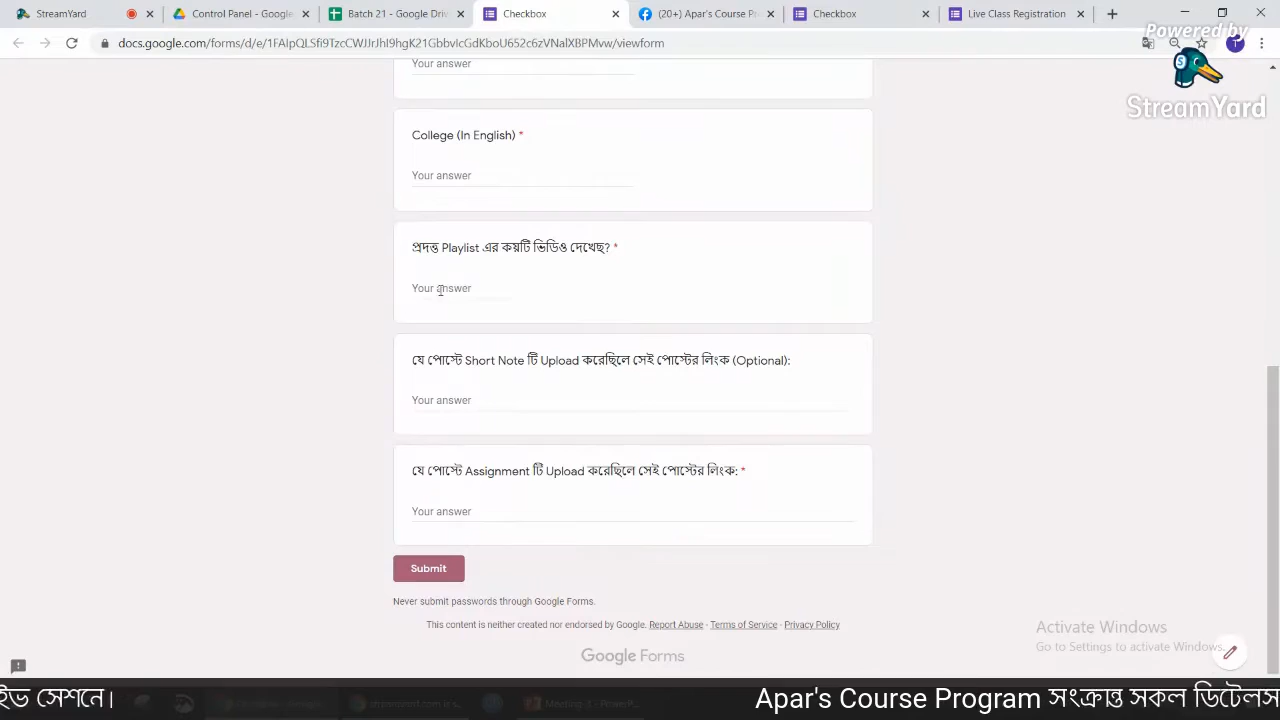 StreamYard
Control Panel - Google
Batch 21 - Google Driv
Checkbox
(20+) Apar's Course Pr
Checkbox
Live Class Registration
docs.google.com/forms/d/e/
/viewform
Powered by
StreamYard
Your answer
College (In English) *
Your answer
প্রদত্ত Playlist এর কয়টি ভিডিও দেখেছ? *
Your answer
যে পোস্টে Short Note টি Upload করেছিলে সেই পোস্টের লিংক (Optional):
Your answer
যে পোস্টে Assignment টি Upload করেছিলে সেই পোস্টের লিংক: *
Your answer
Submit
Never submit passwords through Google Forms.
This content is neither created nor endorsed by Google. Report Abuse - Terms of Service - Privacy Policy
Google Forms
Activate Windows
Go to Settings to activate Windows.
ইভ সেশনে। Apar's Course Program সংক্রান্ত সকল ডিটেলস